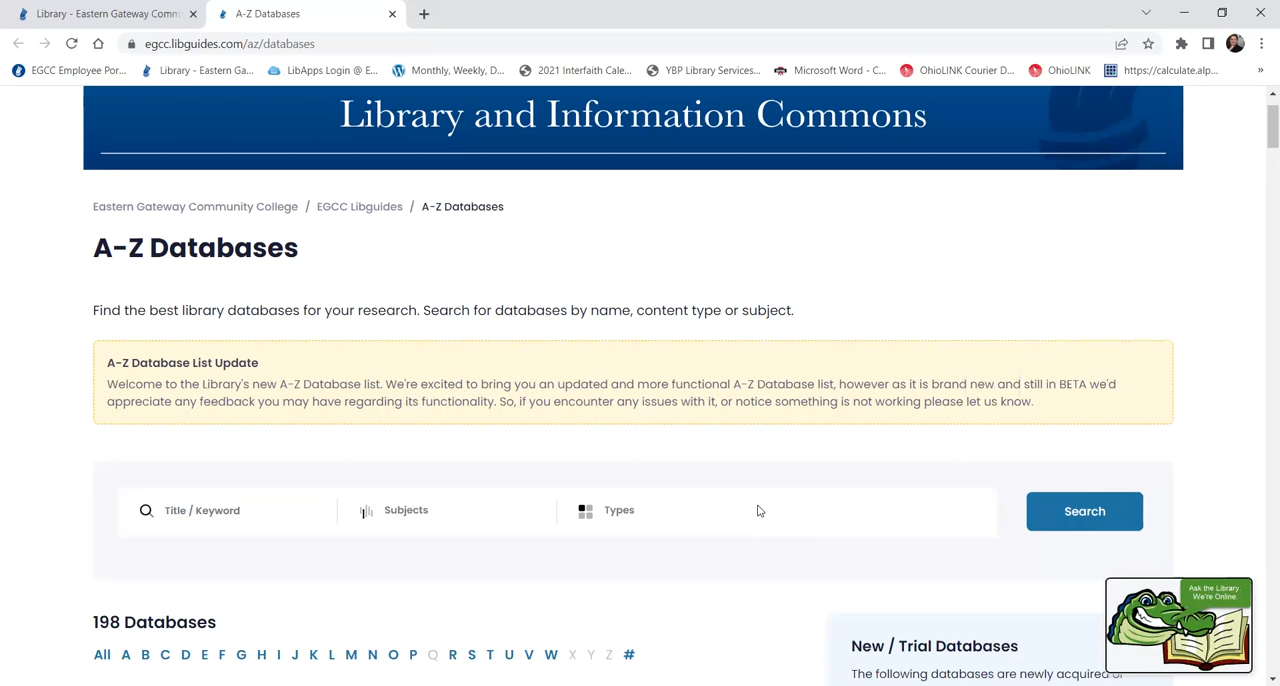 Library - Eastern Gateway Comm
A-Z Databases
egcc.libguides.com/az/databases
EGCC Employee Por...
Library - Eastern Ga...
LibApps Login @ E...
Monthly, Weekly, D...
2021 Interfaith Cale...
YBP Library Services...
Microsoft Word - C...
OhioLINK Courier D...
OhioLINK
https://calculate.alp...
»
Library and Information Commons
Eastern Gateway Community College / EGCC Libguides / A-Z Databases
A-Z Databases
Find the best library databases for your research. Search for databases by name, content type or subject.
A-Z Database List Update
Welcome to the Library's new A-Z Database list. We're excited to bring you an updated and more functional A-Z Database list, however as it is brand new and still in BETA we'd
appreciate any feedback you may have regarding its functionality. So, if you encounter any issues with it, or notice something is not working please let us know.
Title / Keyword
Subjects
Types
Search
Ask the Library.
We're Online.
198 Databases
All A B C D E F G H I J K L M N O P Q R S T U V W X Y Z #
New / Trial Databases
The following databases are newly acquired or